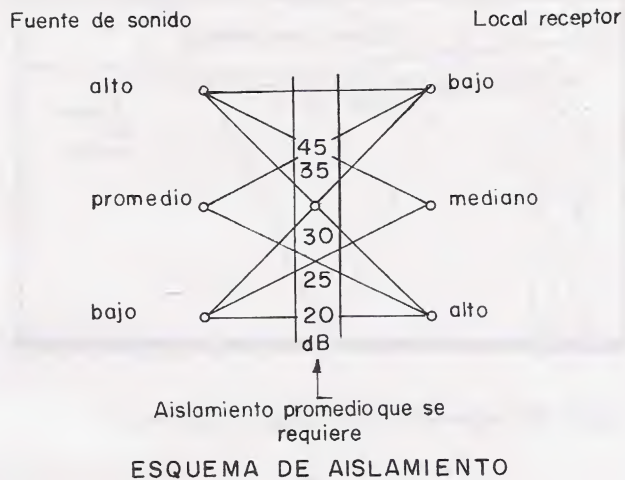 Fuente de sonido
Local receptor
alto
bajo
45
35
promedio
mediano
30
25
bajo
20
alto
dB
Aislamiento promedio que se
requiere
ESQUEMA DE AISLAMIENTO